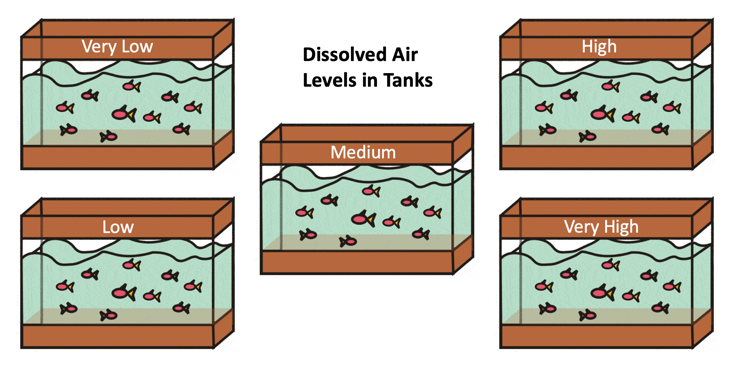 Very Low
Dissolved Air
Levels in Tanks
High
Medium
Low
Very High